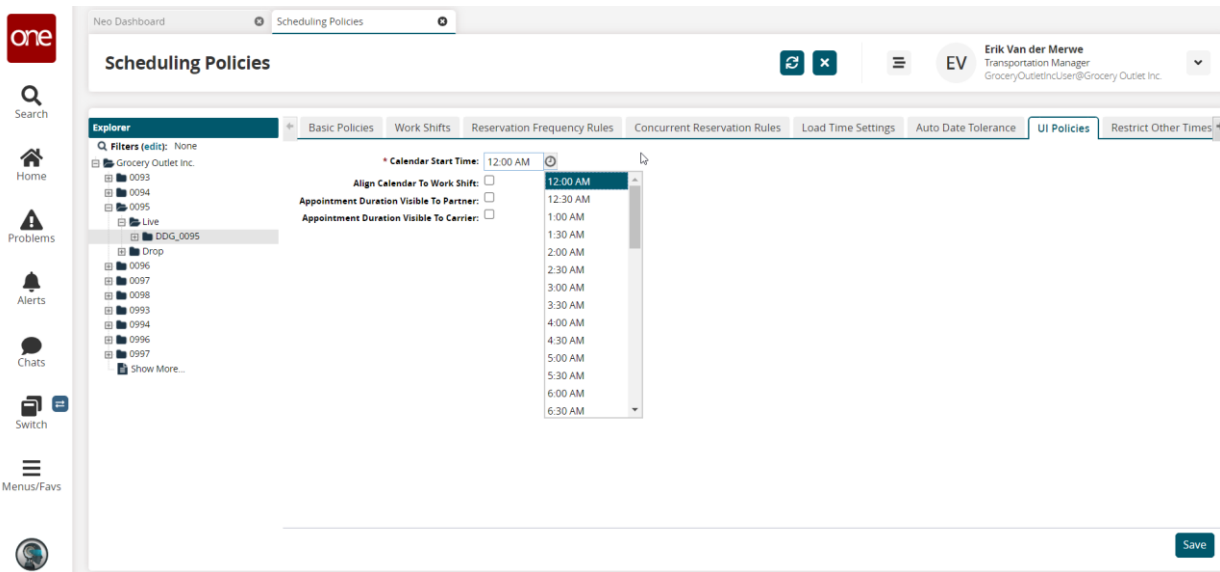 one
Search
Home
Problems
Alerts
Chats
Switch
Menus/Favs
Neo Dashboard
Scheduling Policies
Scheduling Policies
EV
Erik Van der Merwe
Transportation Manager
GroceryOutletIncUser@Grocery Outlet Inc.
Explorer
Filters (edit): None
Grocery Outlet Inc.
0093
0094
0095
Live
DDG_0095
Drop
0096
0097
0098
0993
0994
0996
0997
Show More...
Basic Policies Work Shifts Reservation Frequency Rules Concurrent Reservation Rules Load Time Settings Auto Date Tolerance UI Policies Restrict Other Times
* Calendar Start Time: 12:00 AM
Align Calendar To Work Shift:
Appointment Duration Visible To Partner:
Appointment Duration Visible To Carrier:
12:00 AM
12:30 AM
1:00 AM
1:30 AM
2:00 AM
2:30 AM
3:00 AM
3:30 AM
4:00 AM
4:30 AM
5:00 AM
5:30 AM
6:00 AM
6:30 AM
Save